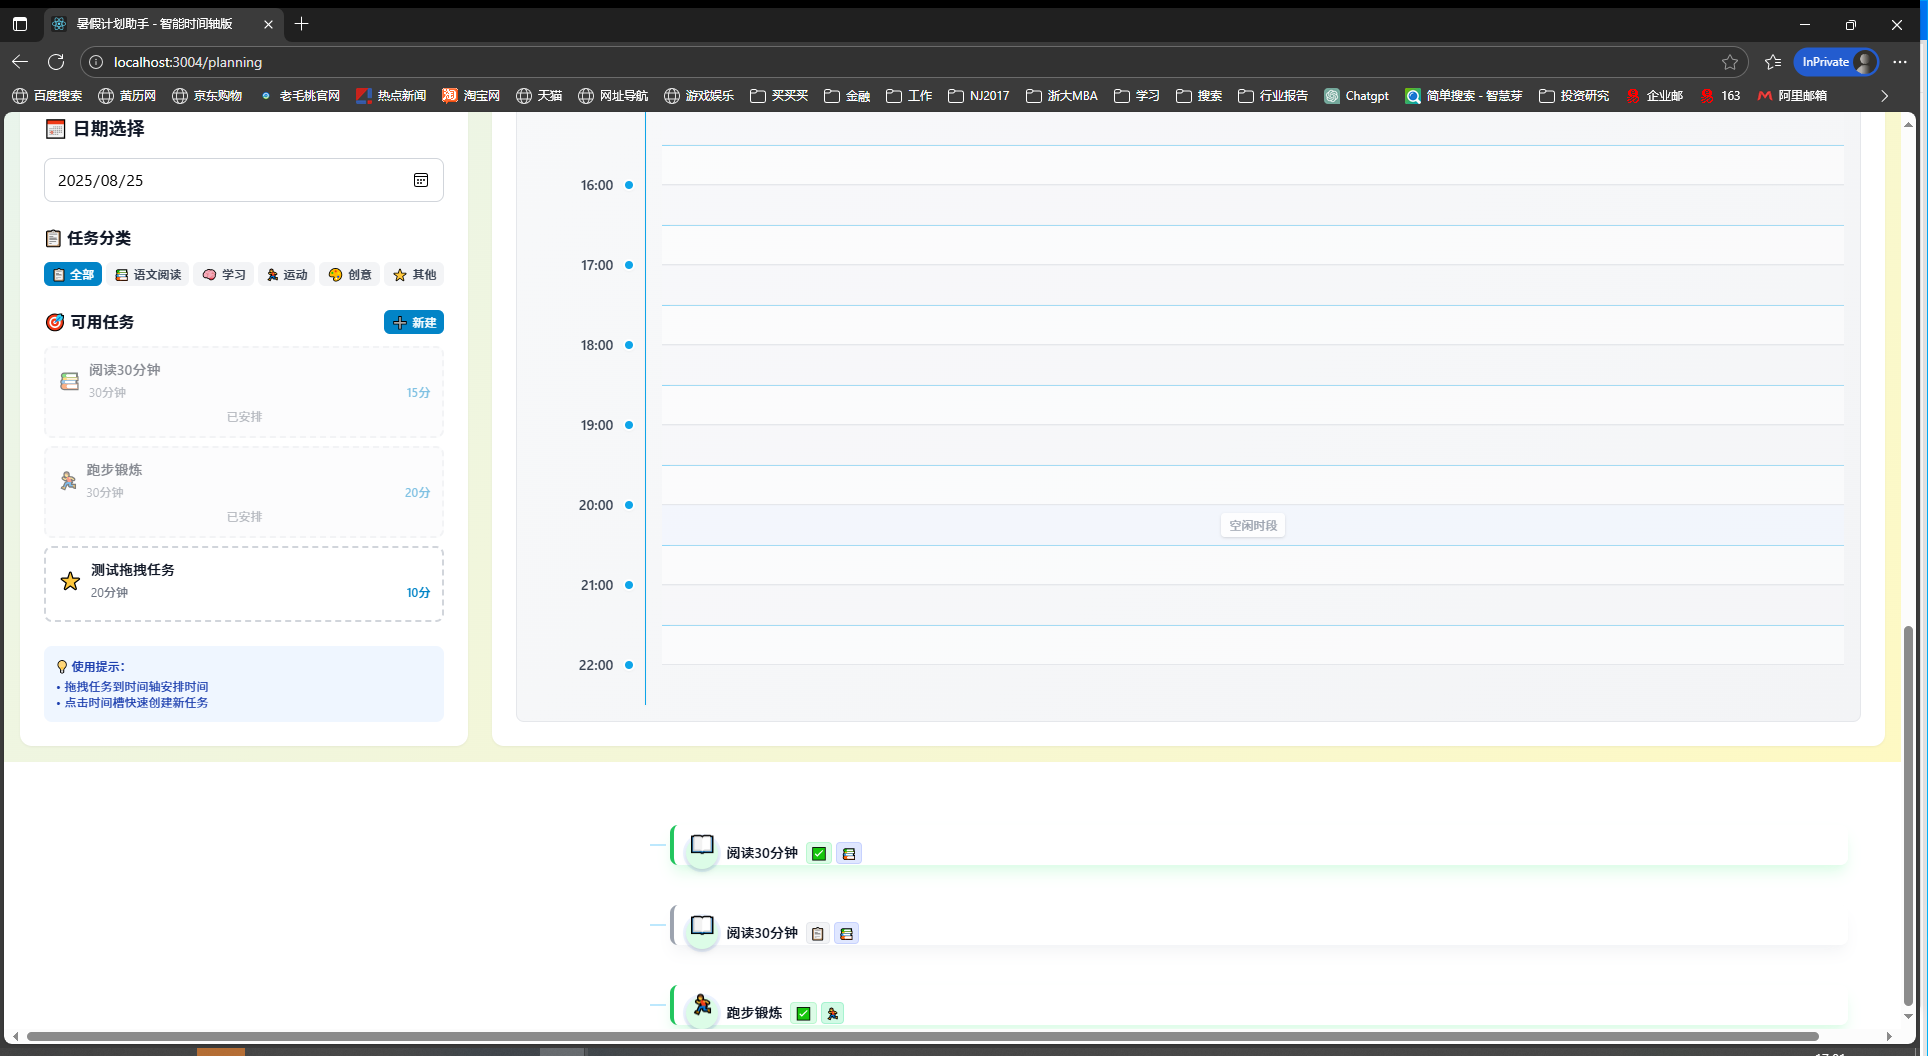 暑假计划助手 - 智能时间轴版
localhost:3004/planning
InPrivate
百度搜索 黄历网 京东购物 老毛桃官网 热点新闻 淘宝网 天猫 网址导航 游戏娱乐 买买买 金融 工作 NJ2017 浙大MBA 学习 搜索 行业报告 Chatgpt 简单搜索 - 智慧芽 投资研究 企业邮 163 阿里邮箱
日期选择
2025/08/25
任务分类
全部 语文阅读 学习 运动 创意 其他
可用任务 新建
阅读30分钟
30分钟 15分
已安排
跑步锻炼
30分钟 20分
已安排
测试拖拽任务
20分钟 10分
使用提示：
• 拖拽任务到时间轴安排时间
• 点击时间槽快速创建新任务
16:00
17:00
18:00
19:00
20:00
空闲时段
21:00
22:00
阅读30分钟
阅读30分钟
跑步锻炼